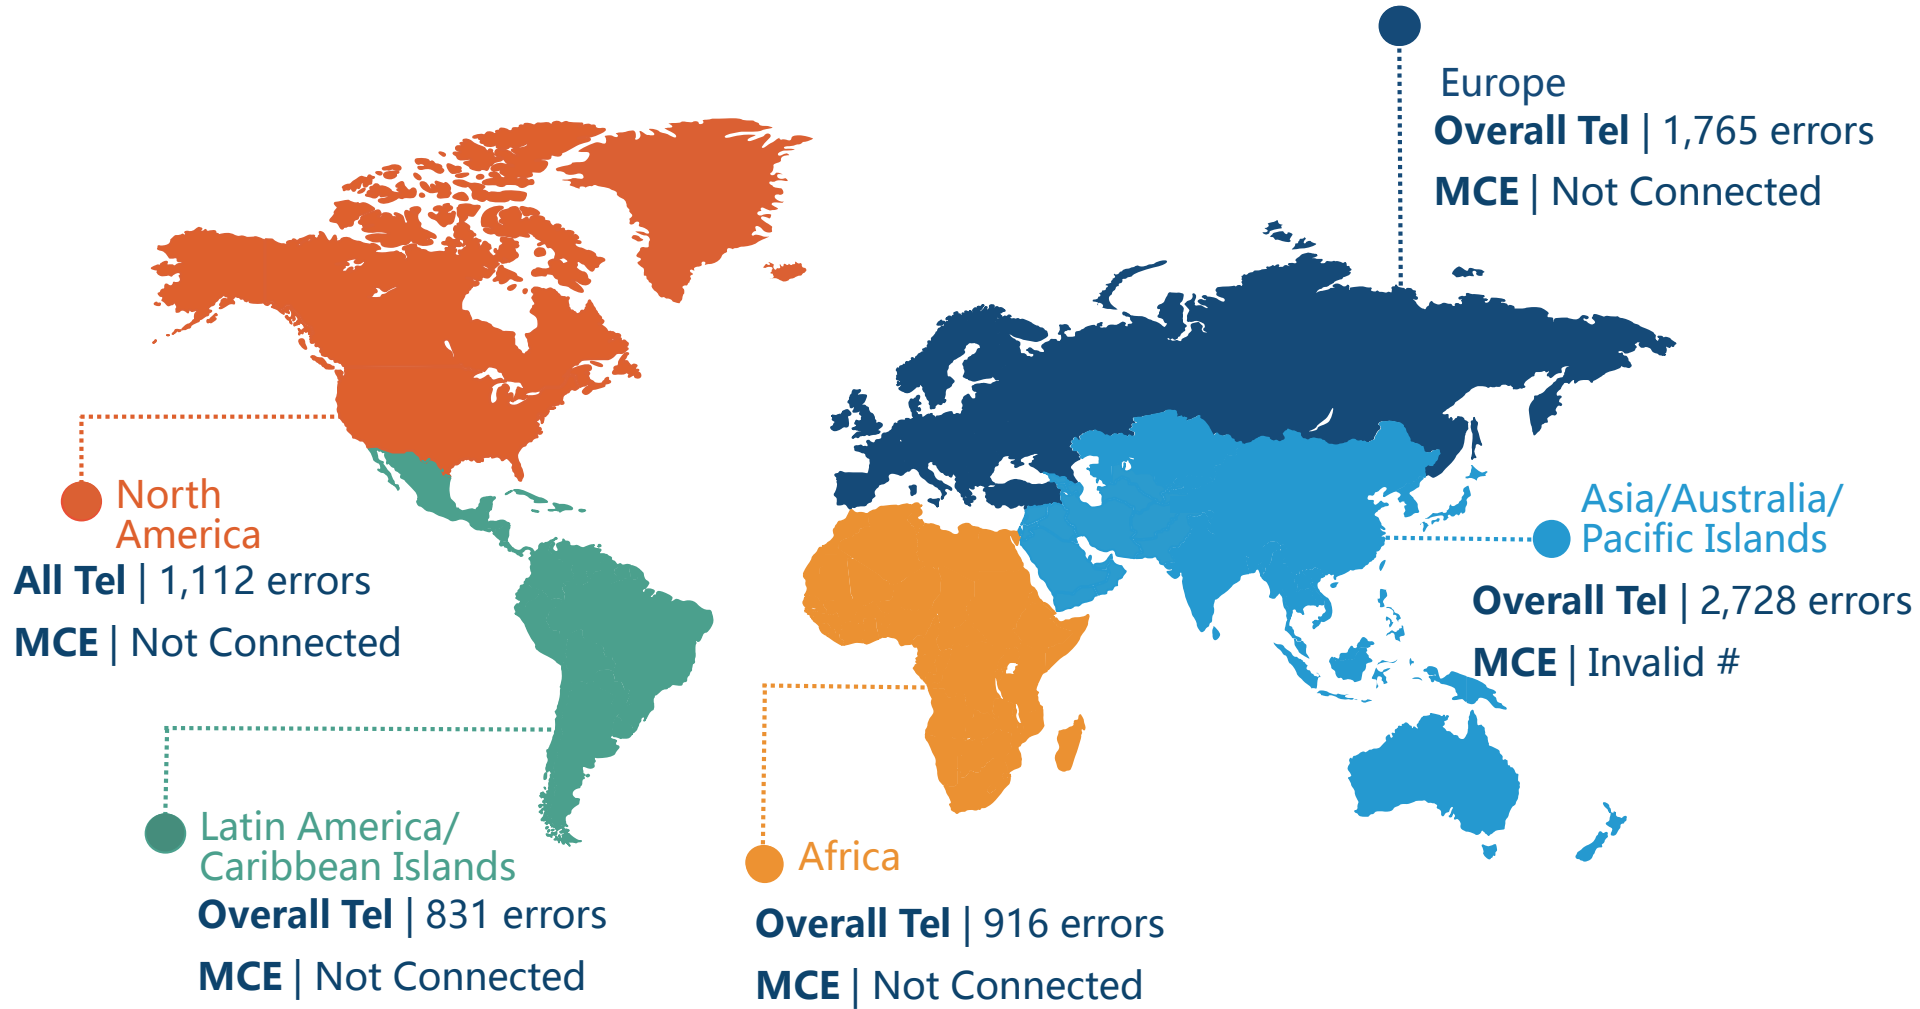 Europe
Overall Tel | 1,765 errors
MCE | Not Connected
North
America
All Tel | 1,112 errors
MCE | Not Connected
Asia/Australia/
Pacific Islands
Overall Tel | 2,728 errors
MCE | Invalid #
Latin America/
Caribbean Islands
Overall Tel | 831 errors
MCE | Not Connected
Africa
Overall Tel | 916 errors
MCE | Not Connected